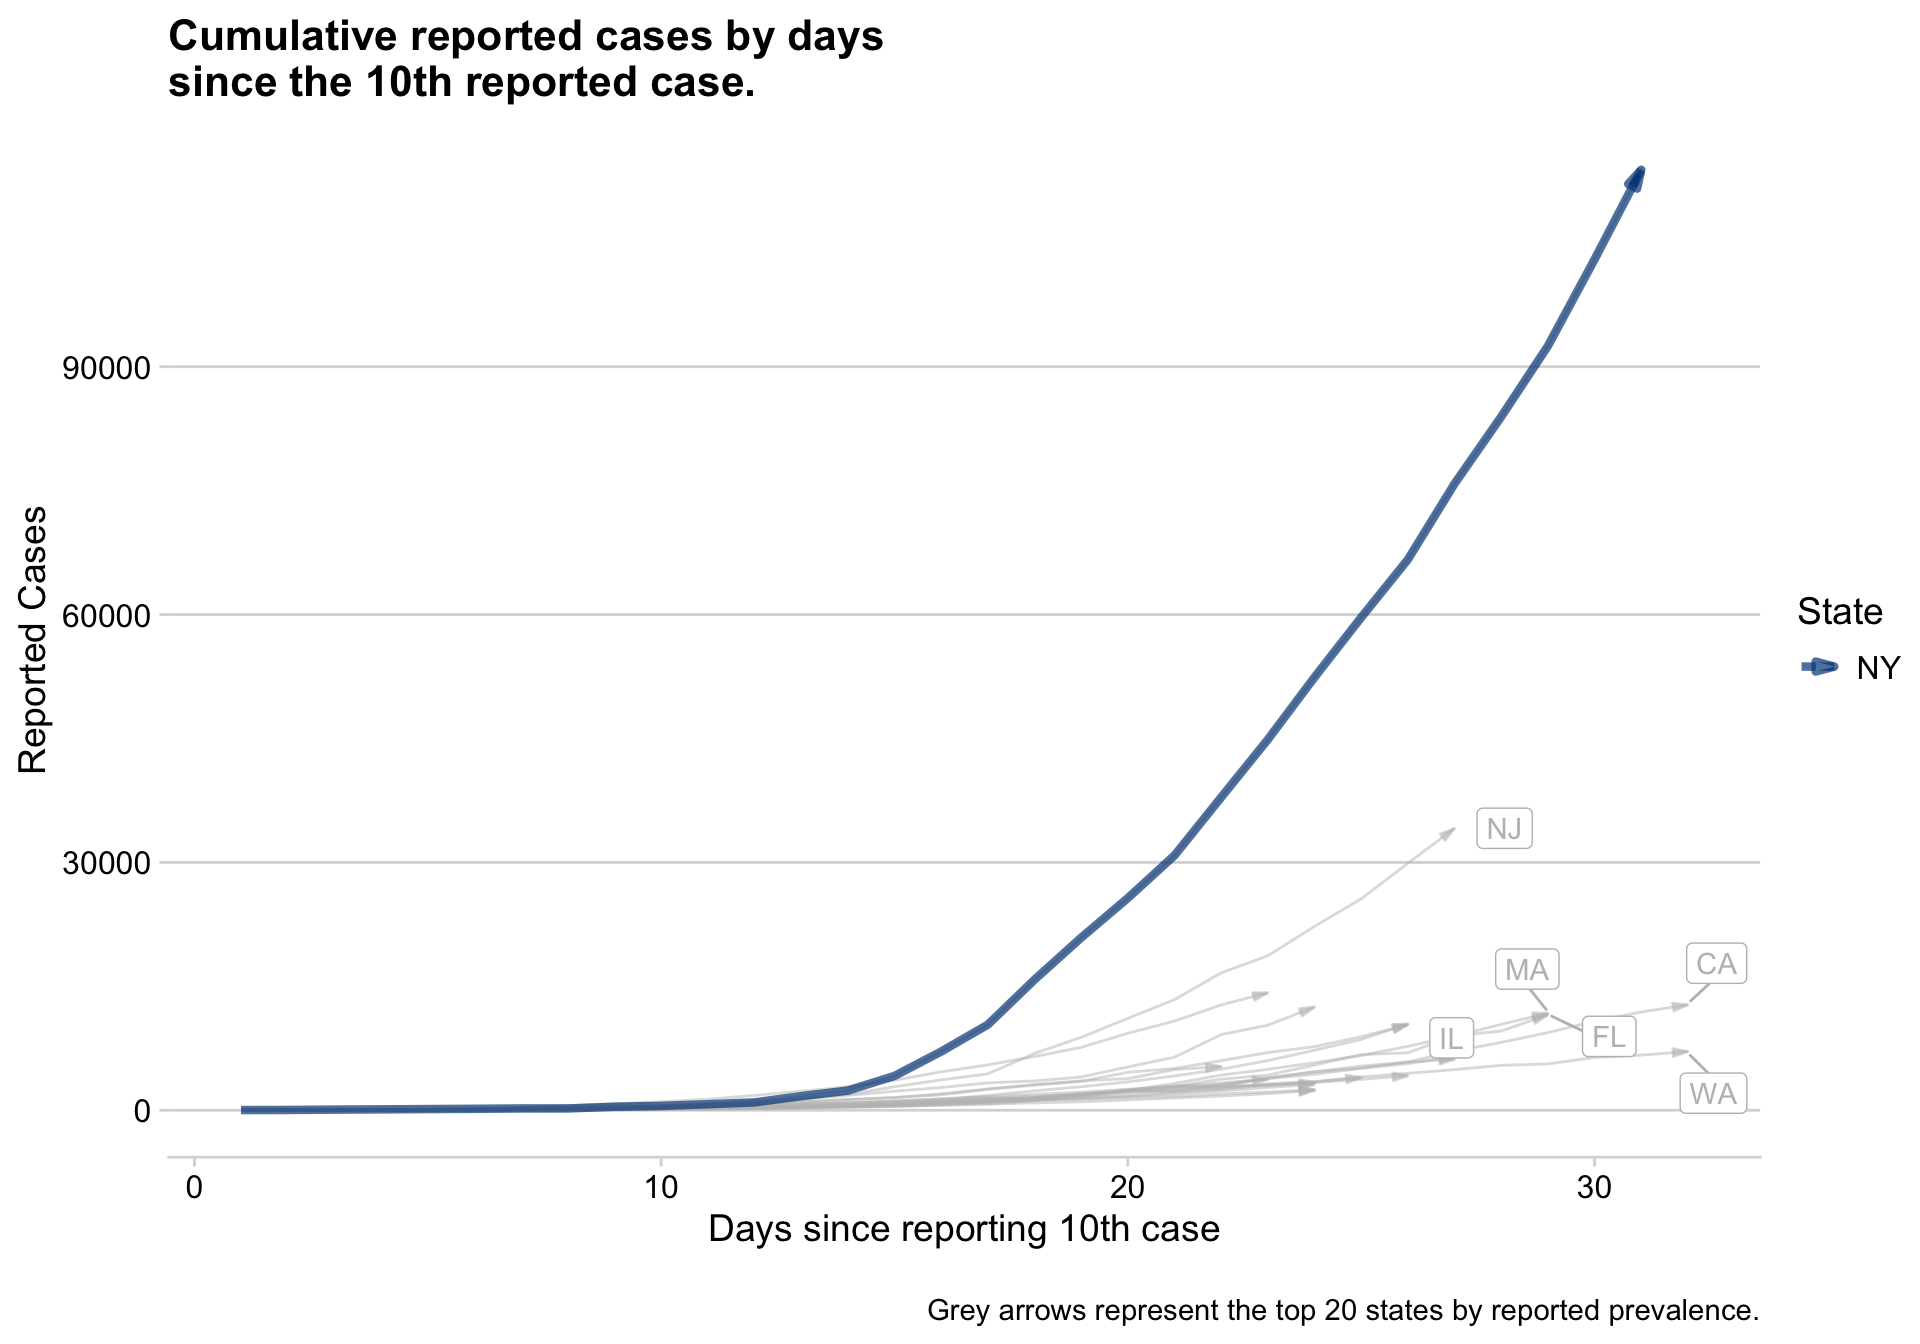 Cumulative reported cases by days
since the 10th reported case.
Reported Cases
90000
60000
30000
0
0
10
20
30
Days since reporting 10th case
NJ
MA
CA
IL
FL
WA
State
NY
Grey arrows represent the top 20 states by reported prevalence.